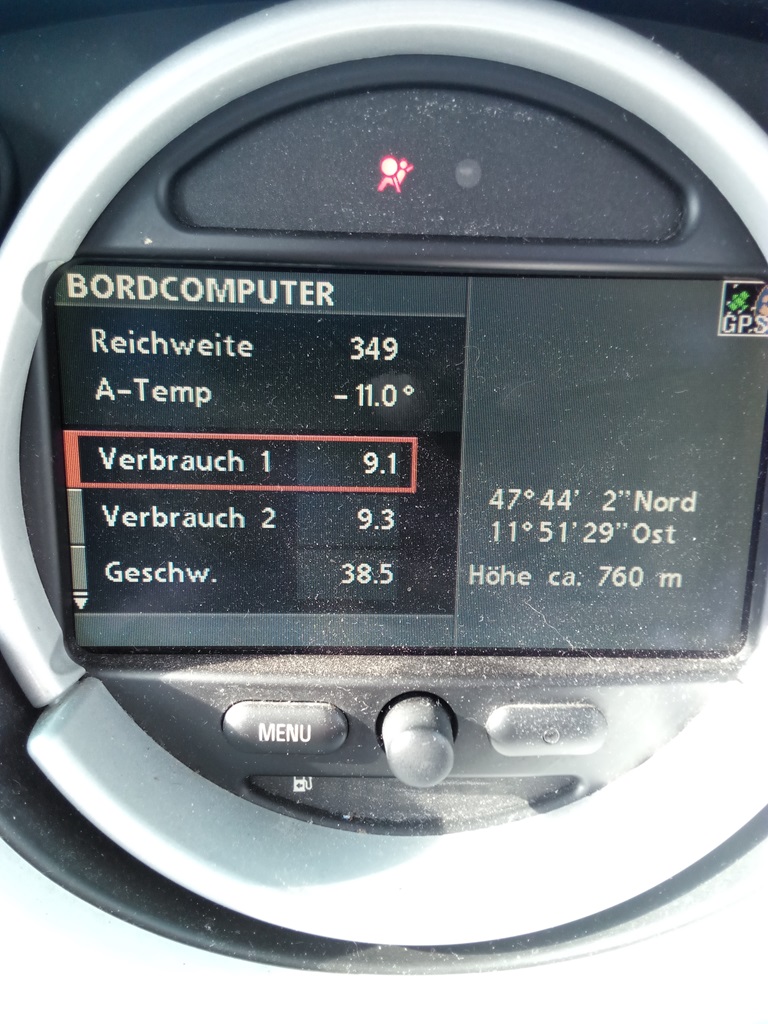 BORDCOMPUTER
GPS
Reichweite 349
A-Temp -11.0°
Verbrauch 1 9.1
Verbrauch 2 9.3
Geschw. 38.5
47°44' 2"Nord
11°51'29"Ost
Höhe ca. 760 m
MENU